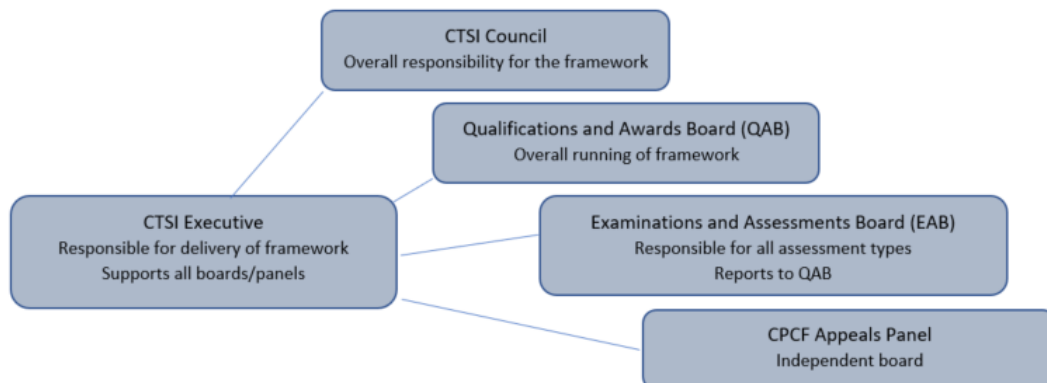 CTSI Council
Overall responsibility for the framework
Qualifications and Awards Board (QAB)
Overall running of framework
CTSI Executive
Responsible for delivery of framework
Supports all boards/panels
Examinations and Assessments Board (EAB)
Responsible for all assessment types
Reports to QAB
CPCF Appeals Panel
Independent board